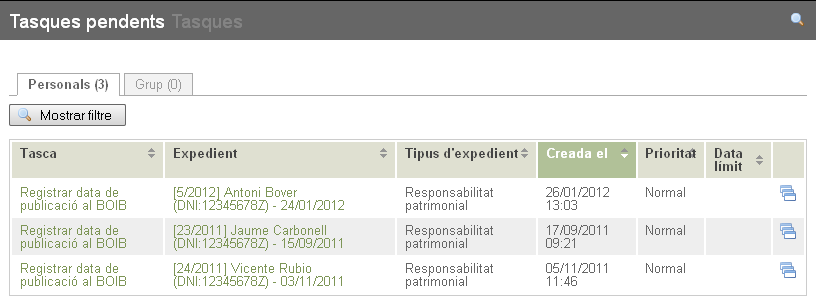 Tasques pendents Tasques
Personals (3) Grup (0)
Mostrar filtre
Tasca Expedient Tipus d'expedient Creada el Prioritat Data
límit
Registrar data de [5/2012] Antoni Bover Responsabilitat 26/01/2012 Normal
publicació al BOIB (DNI:12345678Z) - 24/01/2012 patrimonial 13:03
Registrar data de [23/2011] Jaume Carbonell Responsabilitat 17/09/2011 Normal
publicació al BOIB (DNI:12345678Z) - 15/09/2011 patrimonial 09:21
Registrar data de [24/2011] Vicente Rubio Responsabilitat 05/11/2011 Normal
publicació al BOIB (DNI:12345678Z) - 03/11/2011 patrimonial 11:46